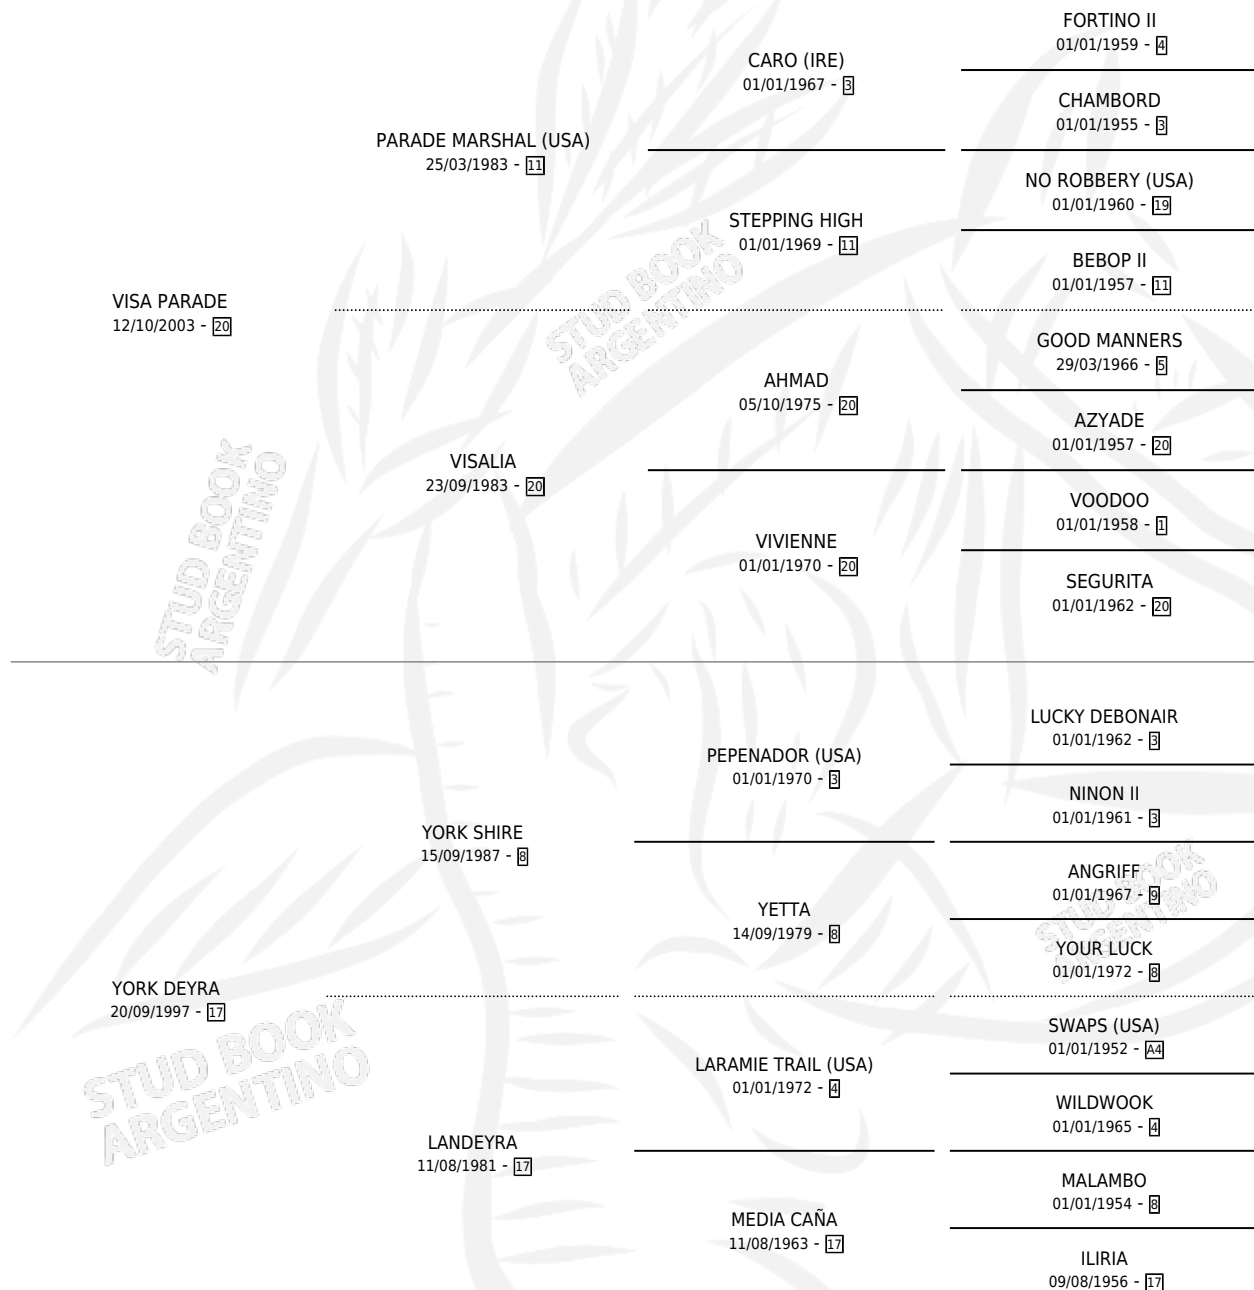 FORTINO II
01/01/1959 - 4
CARO (IRE)
01/01/1967 - 3
CHAMBORD
01/01/1955 - 3
PARADE MARSHAL (USA)
25/03/1983 - 11
NO ROBBERY (USA)
01/01/1960 - 19
STEPPING HIGH
01/01/1969 - 11
BEBOP II
01/01/1957 - 11
VISA PARADE
12/10/2003 - 20
STUD BOOK
ARGENTINO
GOOD MANNERS
29/03/1966 - 5
AHMAD
05/10/1975 - 20
AZYADE
01/01/1957 - 20
VISALIA
23/09/1983 - 20
VOODOO
01/01/1958 - 1
VIVIENNE
01/01/1970 - 20
SEGURITA
01/01/1962 - 20
STUD BOOK
ARGENTINO
LUCKY DEBONAIR
01/01/1962 - 3
PEPENADOR (USA)
01/01/1970 - 3
NINON II
01/01/1961 - 3
YORK SHIRE
15/09/1987 - 8
ANGRIFF
01/01/1967 - 9
YETTA
14/09/1979 - 8
STUD BOOK
ARGENTINO
YOUR LUCK
01/01/1972 - 8
YORK DEYRA
20/09/1997 - 17
STUD BOOK
ARGENTINO
SWAPS (USA)
01/01/1952 - A4
LARAMIE TRAIL (USA)
01/01/1972 - 4
WILDWOOK
01/01/1965 - 4
LANDEYRA
11/08/1981 - 17
MALAMBO
01/01/1954 - 8
MEDIA CAÑA
11/08/1963 - 17
ILIRIA
09/08/1956 - 17